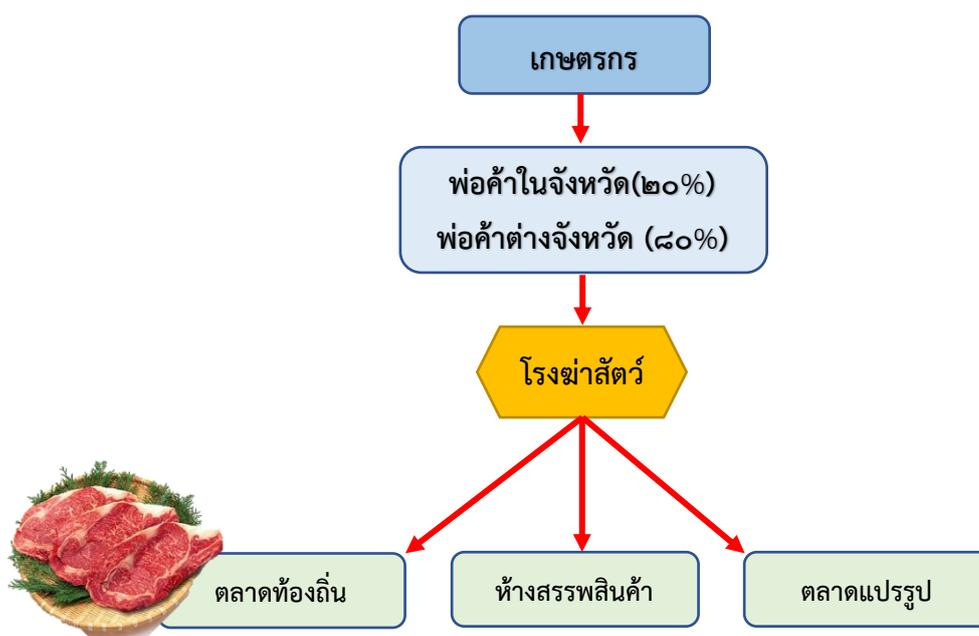 เกษตรกร
พ่อค้าในจังหวัด(๒๐%)
พ่อค้าต่างจังหวัด (๘๐%)
โรงฆ่าสัตว์
ตลาดท้องถิ่น
ห้างสรรพสินค้า
ตลาดแปรรูป